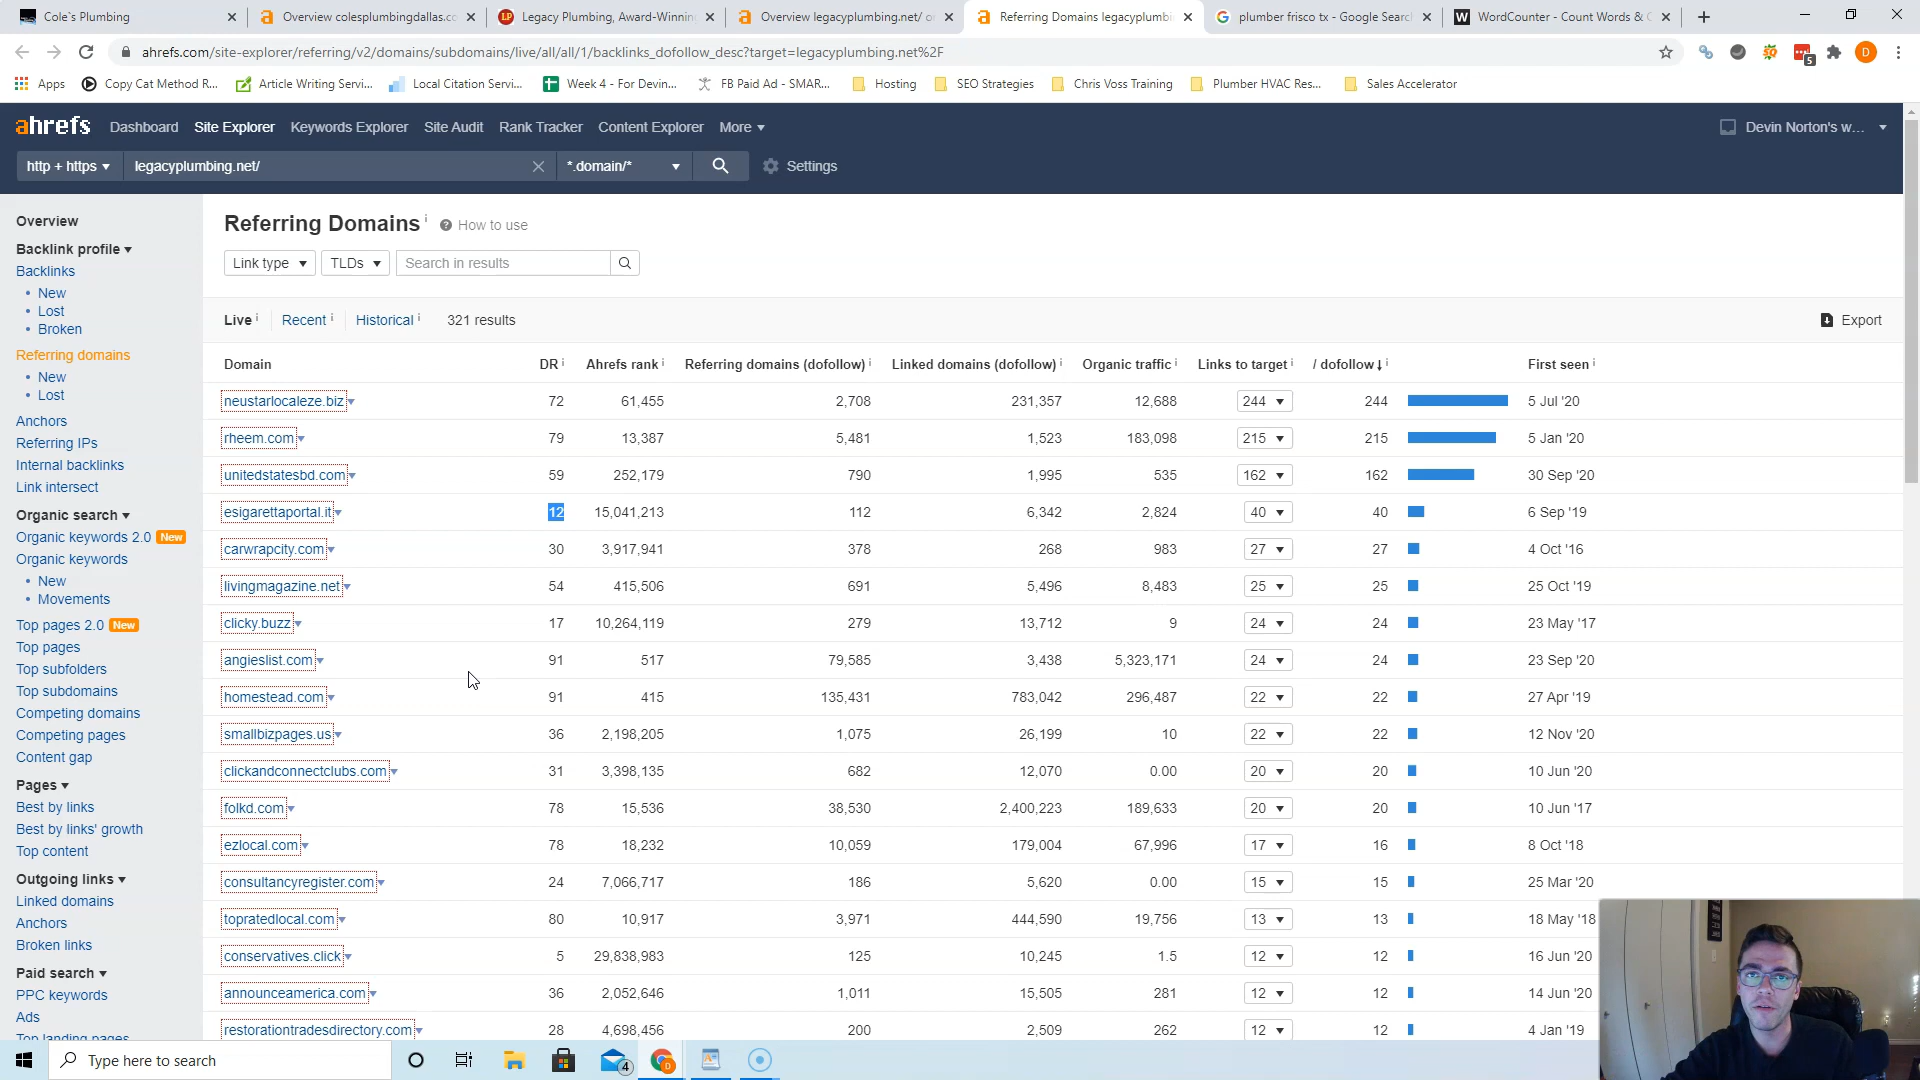 Cole's Plumbing
Overview colesplumbingdallas.co
Legacy Plumbing, Award-Winnin
Overview legacyplumbing.net/ o
Referring Domains legacyplumbi
plumber frisco tx - Google Searc
WordCounter - Count Words & C
ahrefs.com/site-explorer/referring/v2/domains/subdomains/live/all/all/1/backlinks_dofollow_desc?target=legacyplumbing.net%2F
5
D
Apps
Copy Cat Method R...
Article Writing Servi...
Local Citation Servi...
Week 4 - For Devin...
FB Paid Ad - SMAR...
Hosting
SEO Strategies
Chris Voss Training
Plumber HVAC Res...
Sales Accelerator
ahrefs
Dashboard
Site Explorer
Keywords Explorer
Site Audit
Rank Tracker
Content Explorer
More
Devin Norton's w...
http + https
legacyplumbing.net/
*.domain/*
Settings
Overview
Backlink profile
Backlinks
New
Lost
Broken
Referring domains
New
Lost
Anchors
Referring IPs
Internal backlinks
Link intersect
Organic search
Organic keywords 2.0 New
Organic keywords
New
Movements
Top pages 2.0 New
Top pages
Top subfolders
Top subdomains
Competing domains
Competing pages
Content gap
Pages
Best by links
Best by links' growth
Top content
Outgoing links
Linked domains
Anchors
Broken links
Paid search
PPC keywords
Ads
Top landing pages
Referring Domains i ? How to use
Link type
TLDs
Search in results
Live i Recent i Historical i 321 results
Export
Domain DR i Ahrefs rank i Referring domains (dofollow) i Linked domains (dofollow) i Organic traffic i Links to target i / dofollow ↓ i First seen i
neustarlocaleze.biz 72 61,455 2,708 231,357 12,688 244 244 5 Jul '20
rheem.com 79 13,387 5,481 1,523 183,098 215 215 5 Jan '20
unitedstatesbd.com 59 252,179 790 1,995 535 162 162 30 Sep '20
esigarettaportal.it 12 15,041,213 112 6,342 2,824 40 40 6 Sep '19
carwrapcity.com 30 3,917,941 378 268 983 27 27 4 Oct '16
livingmagazine.net 54 415,506 691 5,496 8,483 25 25 25 Oct '19
clicky.buzz 17 10,264,119 279 13,712 9 24 24 23 May '17
angieslist.com 91 517 79,585 3,438 5,323,171 24 24 23 Sep '20
homestead.com 91 415 135,431 783,042 296,487 22 22 27 Apr '19
smallbizpages.us 36 2,198,205 1,075 26,199 10 22 22 12 Nov '20
clickandconnectclubs.com 31 3,398,135 682 12,070 0.00 20 20 10 Jun '20
folkd.com 78 15,536 38,530 2,400,223 189,633 20 20 10 Jun '17
ezlocal.com 78 18,232 10,059 179,004 67,996 17 16 8 Oct '18
consultancyregister.com 24 7,066,717 186 5,620 0.00 15 15 25 Mar '20
topratedlocal.com 80 10,917 3,971 444,590 19,756 13 13 18 May '18
conservatives.click 5 29,838,983 125 10,245 1.5 12 12 16 Jun '20
announceamerica.com 36 2,052,646 1,011 15,505 281 12 12 14 Jun '20
restorationtradesdirectory.com 28 4,698,456 200 2,509 262 12 12 4 Jan '19
Type here to search
4